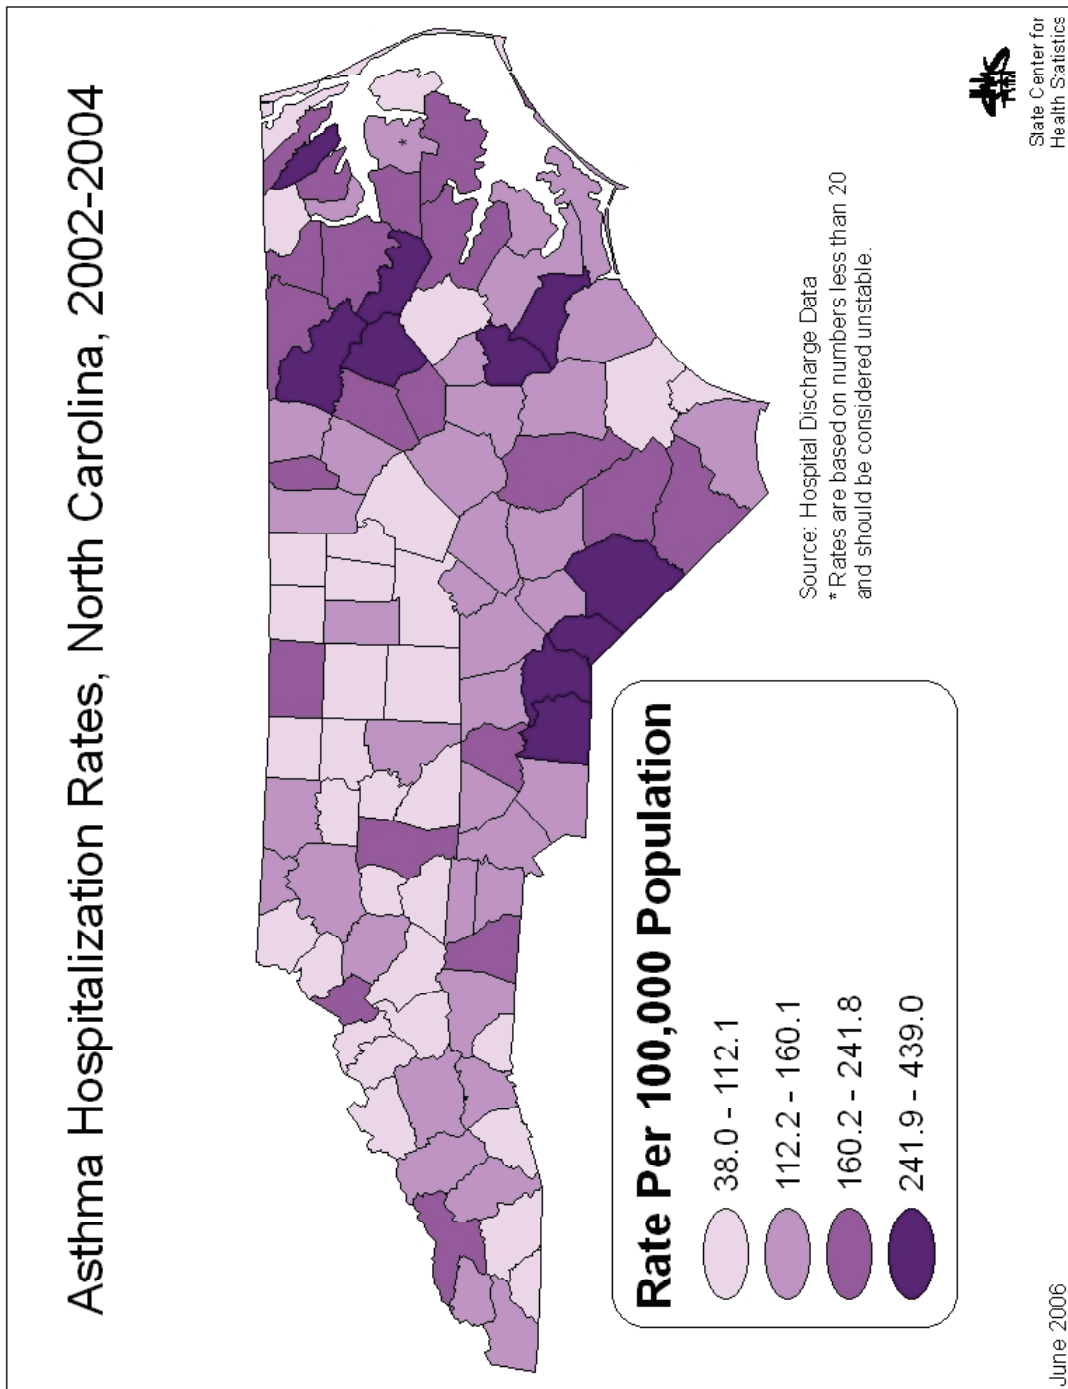 Asthma Hospitalization Rates, North Carolina, 2002-2004
*
Rate Per 100,000 Population
38.0 - 112.1
112.2 - 160.1
160.2 - 241.8
241.9 - 439.0
Source: Hospital Discharge Data
* Rates are based on numbers less than 20
and should be considered unstable.
June 2006
State Center for
Health Statistics